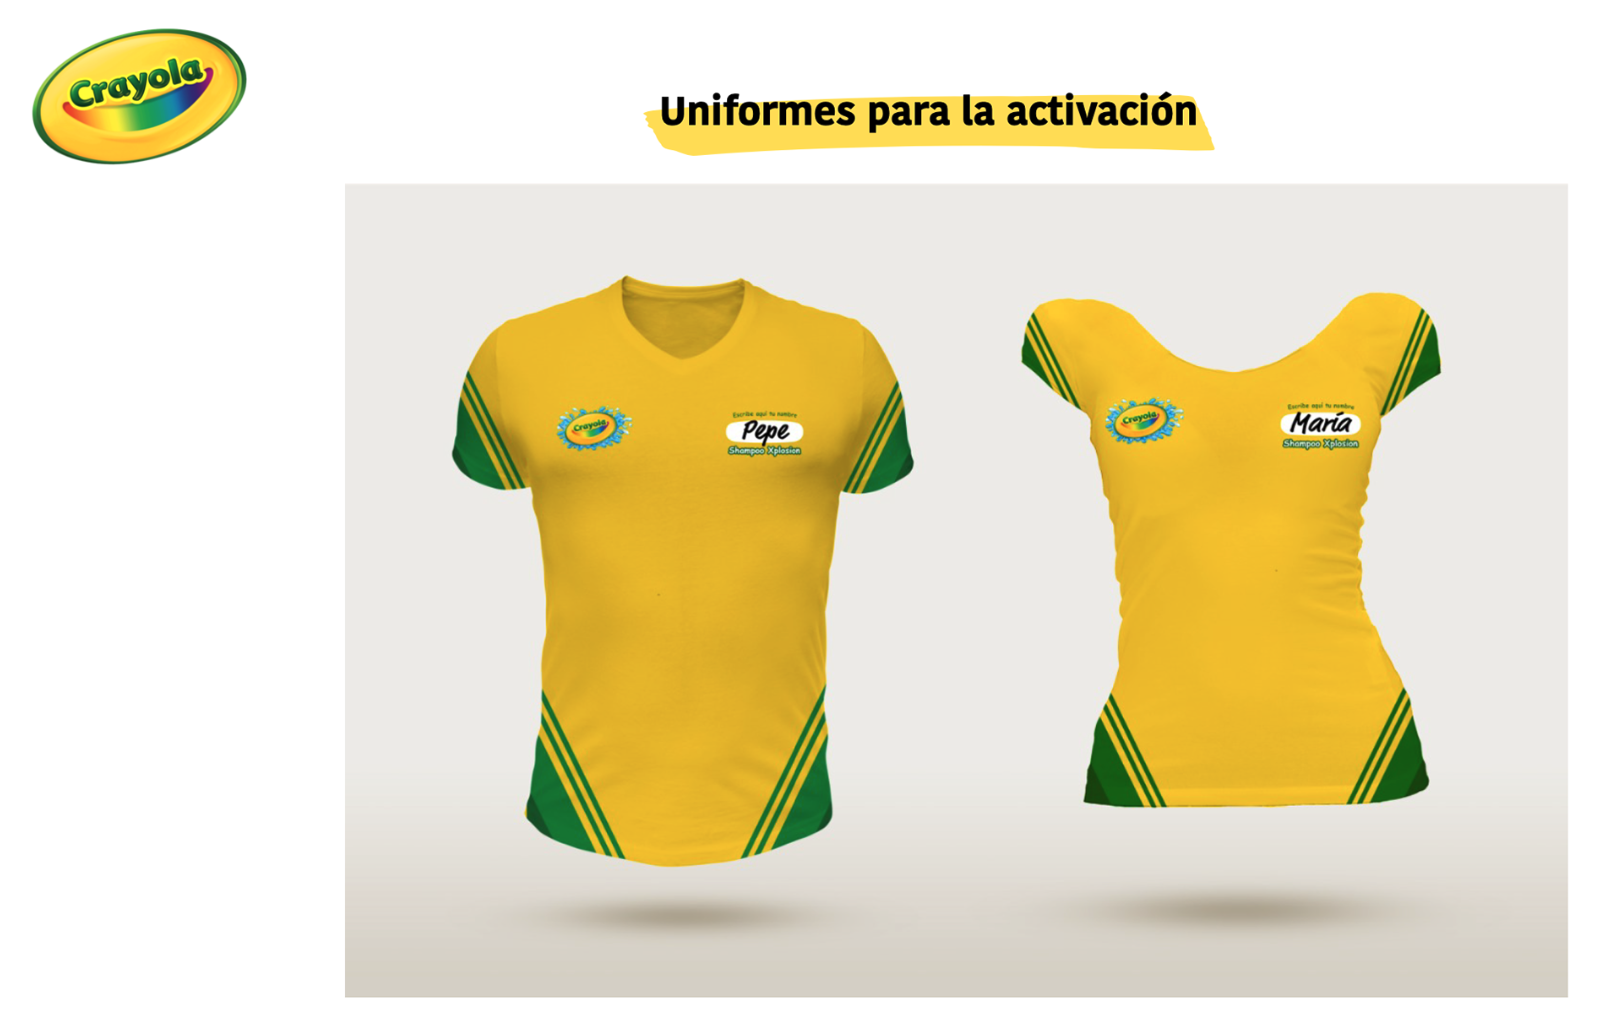 Crayola
Uniformes para la activación
Crayola
Escribe aquí tu nombre
Pepe
Shampoo Xplosion
Crayola
Escribe aquí tu nombre
María
Shampoo Xplosion